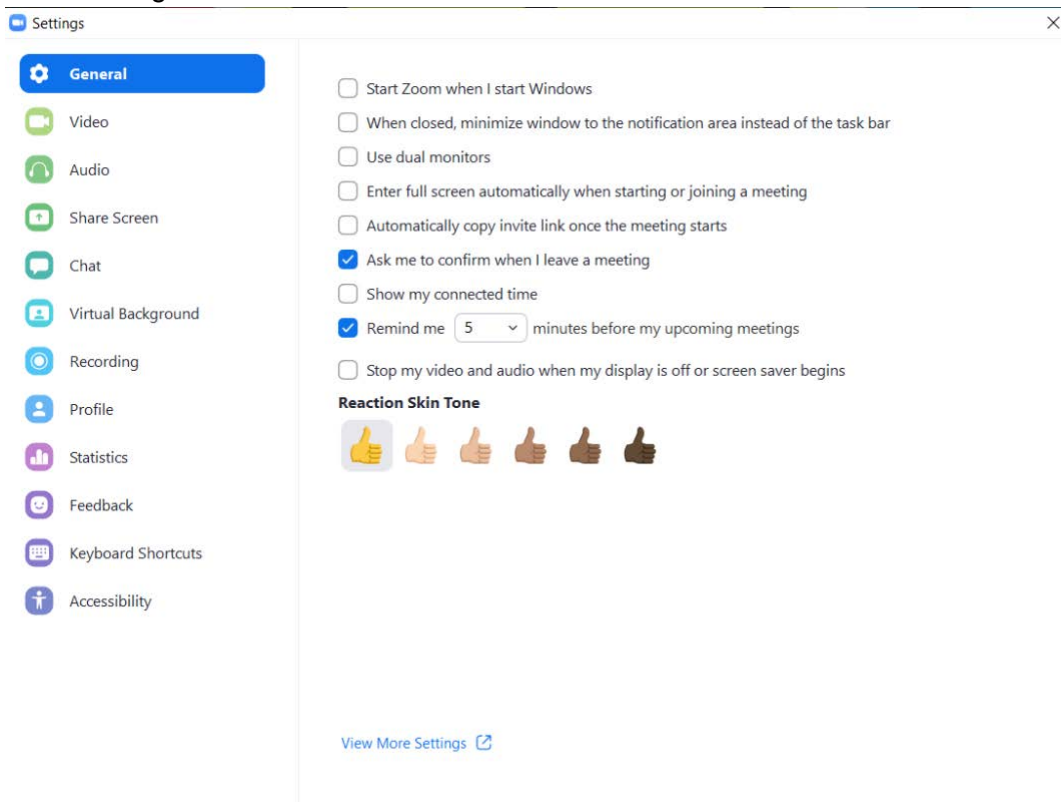 Settings
General
Video
Audio
Share Screen
Chat
Virtual Background
Recording
Profile
Statistics
Feedback
Keyboard Shortcuts
Accessibility
Start Zoom when I start Windows
When closed, minimize window to the notification area instead of the task bar
Use dual monitors
Enter full screen automatically when starting or joining a meeting
Automatically copy invite link once the meeting starts
Ask me to confirm when I leave a meeting
Show my connected time
Remind me 5 minutes before my upcoming meetings
Stop my video and audio when my display is off or screen saver begins
Reaction Skin Tone
View More Settings